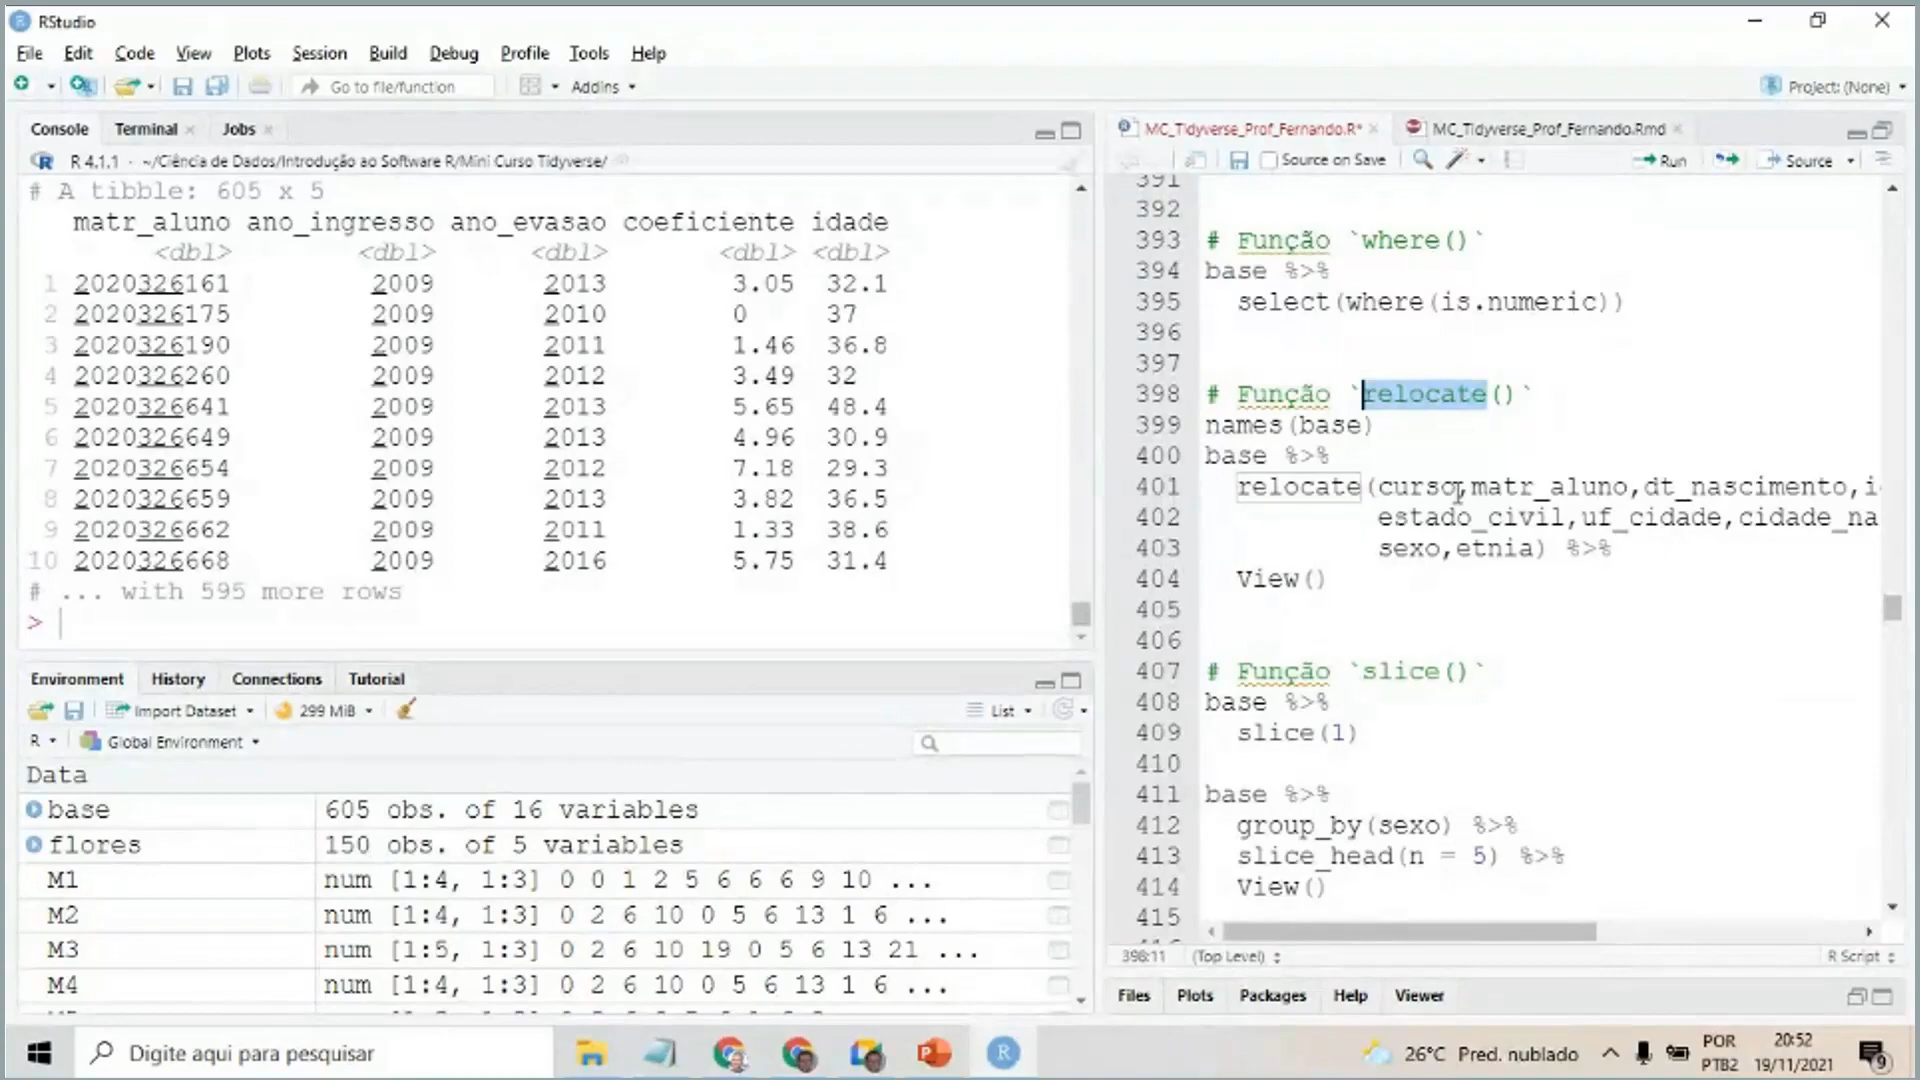 RStudio
File Edit Code View Plots Session Build Debug Profile Tools Help
Go to file/function Addins Project: (None)
Console Terminal Jobs
R 4.1.1 · ~/Ciência de Dados/Introdução ao Software R/Mini Curso Tidyverse/
# A tibble: 605 x 5
matr_aluno ano_ingresso ano_evasao coeficiente idade
<dbl> <dbl> <dbl> <dbl> <dbl>
1 2020326161 2009 2013 3.05 32.1
2 2020326175 2009 2010 0 37
3 2020326190 2009 2011 1.46 36.8
4 2020326260 2009 2012 3.49 32
5 2020326641 2009 2013 5.65 48.4
6 2020326649 2009 2013 4.96 30.9
7 2020326654 2009 2012 7.18 29.3
8 2020326659 2009 2013 3.82 36.5
9 2020326662 2009 2011 1.33 38.6
10 2020326668 2009 2016 5.75 31.4
# ... with 595 more rows
>
Environment History Connections Tutorial
Import Dataset 299 MiB List
R Global Environment
Data
base 605 obs. of 16 variables
flores 150 obs. of 5 variables
M1 num [1:4, 1:3] 0 0 1 2 5 6 6 6 9 10 ...
M2 num [1:4, 1:3] 0 2 6 10 0 5 6 13 1 6 ...
M3 num [1:5, 1:3] 0 2 6 10 19 0 5 6 13 21 ...
M4 num [1:4, 1:3] 0 2 6 10 0 5 6 13 1 6 ...
MC_Tidyverse_Prof_Fernando.R* MC_Tidyverse_Prof_Fernando.Rmd
Source on Save Run Source
391
392
393 # Função `where()`
394 base %>%
395 select(where(is.numeric))
396
397
398 # Função `relocate()`
399 names(base)
400 base %>%
401 relocate(curso,matr_aluno,dt_nascimento,i
402 estado_civil,uf_cidade,cidade_na
403 sexo,etnia) %>%
404 View()
405
406
407 # Função `slice()`
408 base %>%
409 slice(1)
410
411 base %>%
412 group_by(sexo) %>%
413 slice_head(n = 5) %>%
414 View()
415
398:11 (Top Level) R Script
Files Plots Packages Help Viewer
Digite aqui para pesquisar
26°C Pred. nublado
POR
PTB2
20:52
19/11/2021
9